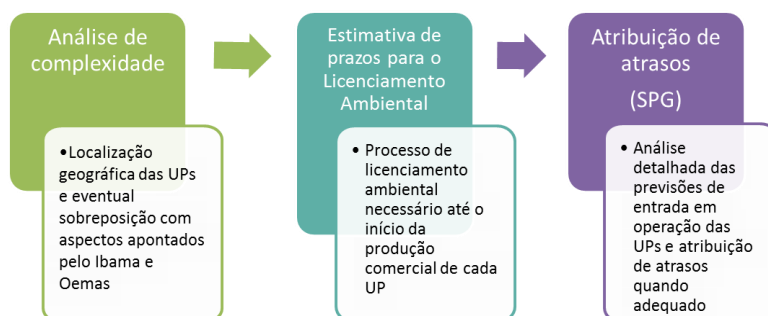 Análise de
complexidade
•Localização
geográfica das UPs
e eventual
sobreposição com
aspectos apontados
pelo Ibama e
Oemas
Estimativa de
prazos para o
Licenciamento
Ambiental
• Processo de
licenciamento
ambiental
necessário até o
início da
produção
comercial de cada
UP
Atribuição de
atrasos
(SPG)
• Análise
detalhada das
previsões de
entrada em
operação das
UPs e atribuição
de atrasos
quando
adequado